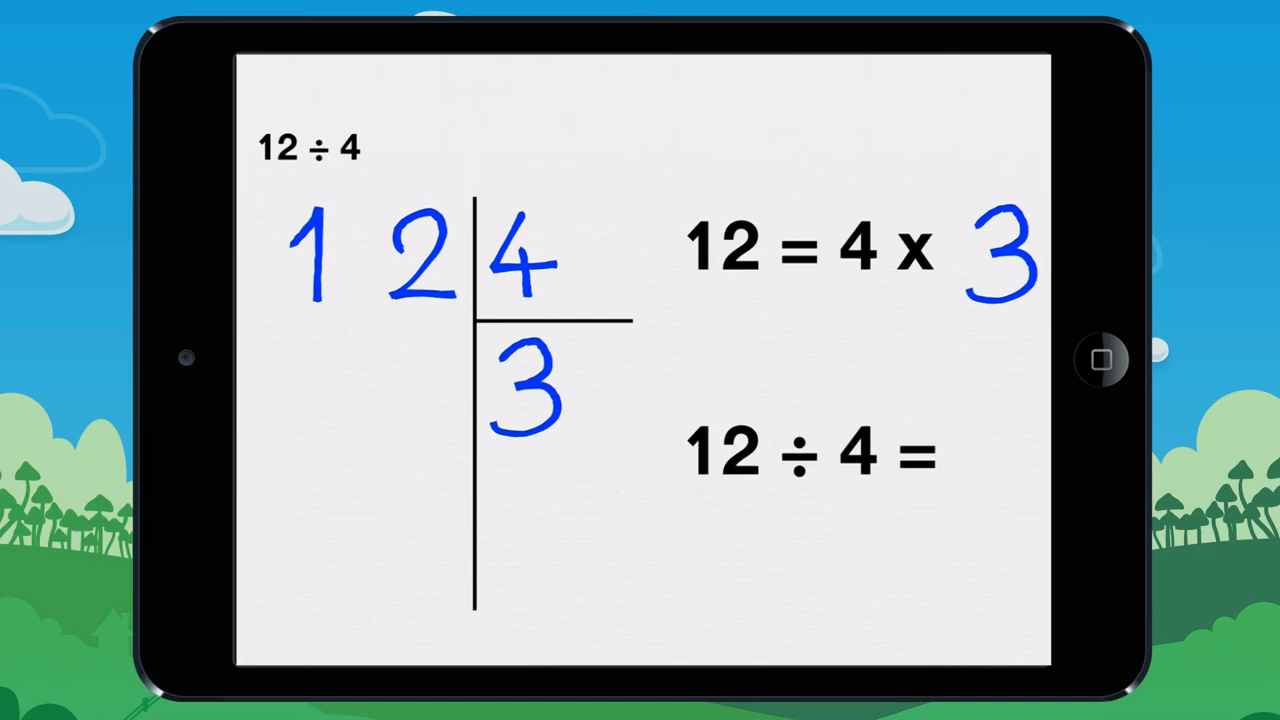 12 ÷ 4
1 2 4
3
12 = 4 x 3
12 ÷ 4 =